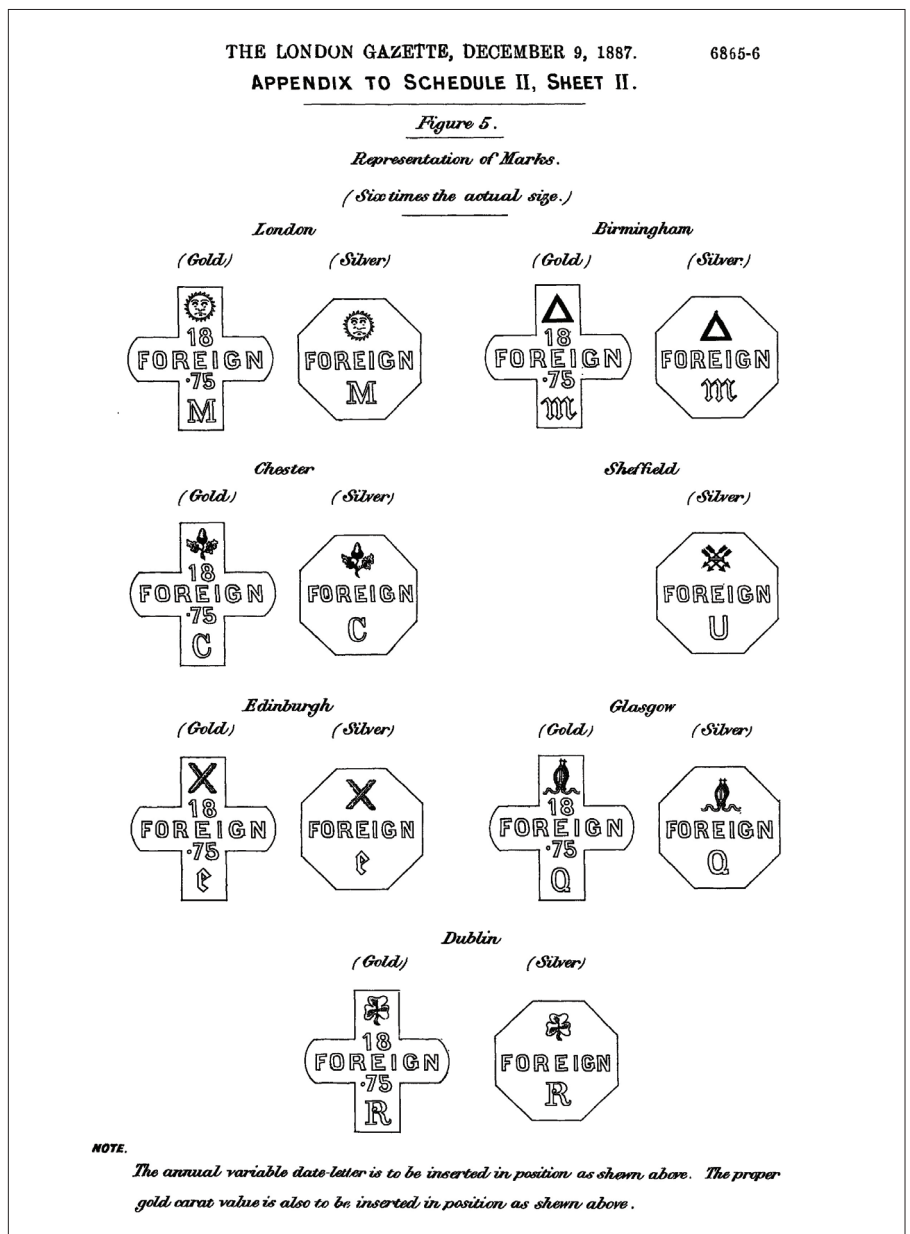 THE LONDON GAZETTE, DECEMBER 9, 1887. 6865-6
APPENDIX TO SCHEDULE II, SHEET II.
Figure 5.
Representation of Marks.
(Six times the actual size.)
London
(Gold) (Silver)
18
FOREIGN
.75
M
FOREIGN
M
Birmingham
(Gold) (Silver)
18
FOREIGN
.75
m
FOREIGN
m
Chester
(Gold) (Silver)
18
FOREIGN
.75
C
FOREIGN
C
Sheffield
(Silver)
FOREIGN
U
Edinburgh
(Gold) (Silver)
18
FOREIGN
.75
e
FOREIGN
e
Glasgow
(Gold) (Silver)
18
FOREIGN
.75
Q
FOREIGN
Q
Dublin
(Gold) (Silver)
18
FOREIGN
.75
R
FOREIGN
R
NOTE.
The annual variable date-letter is to be inserted in position as shewn above. The proper
gold carat value is also to be inserted in position as shewn above.